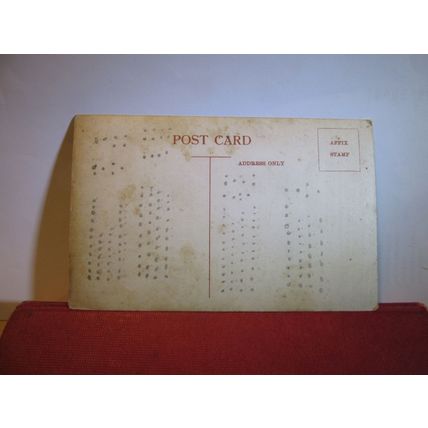 POST CARD
ADDRESS ONLY
AFFIX
STAMP